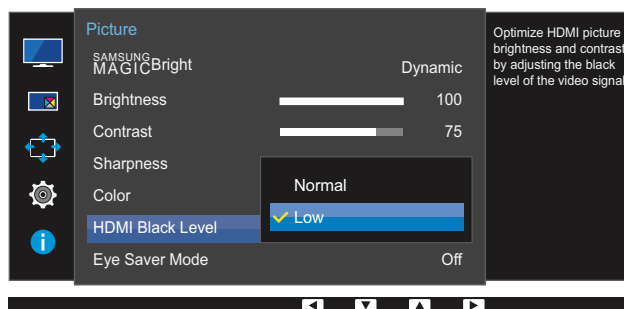 Picture
SAMSUNG
MAGICBright Dynamic
Brightness 100
Contrast 75
Sharpness
Color
HDMI Black Level
Eye Saver Mode Off
Normal
Low
Optimize HDMI picture
brightness and contrast
by adjusting the black
level of the video signal